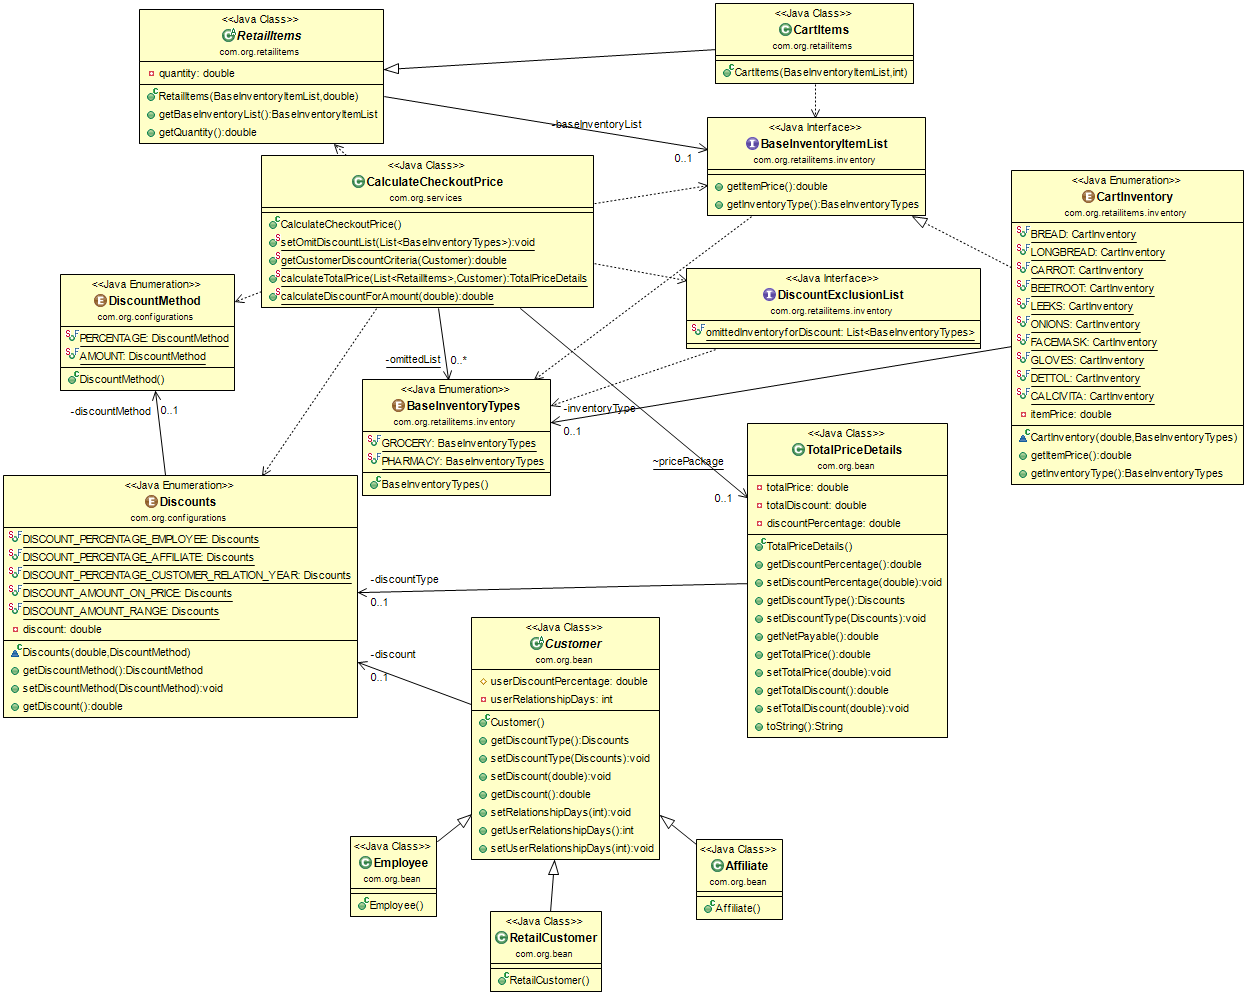 <<Java Class>>
RetailItems
com.org.retailitems
quantity: double
RetailItems(BaseInventoryItemList,double)
getBaseInventoryList():BaseInventoryItemList
getQuantity():double
<<Java Class>>
CartItems
com.org.retailitems
CartItems(BaseInventoryItemList,int)
-baseInventoryList
0..1
<<Java Interface>>
BaseInventoryItemList
com.org.retailitems.inventory
getItemPrice():double
getInventoryType():BaseInventoryTypes
<<Java Class>>
CalculateCheckoutPrice
com.org.services
CalculateCheckoutPrice()
setOmitDiscountList(List<BaseInventoryTypes>):void
getCustomerDiscountCriteria(Customer):double
calculateTotalPrice(List<RetailItems>,Customer):TotalPriceDetails
calculateDiscountForAmount(double):double
<<Java Enumeration>>
CartInventory
com.org.retailitems.inventory
BREAD: CartInventory
LONGBREAD: CartInventory
CARROT: CartInventory
BEETROOT: CartInventory
LEEKS: CartInventory
ONIONS: CartInventory
FACEMASK: CartInventory
GLOVES: CartInventory
DETTOL: CartInventory
CALCIVITA: CartInventory
itemPrice: double
CartInventory(double,BaseInventoryTypes)
getItemPrice():double
getInventoryType():BaseInventoryTypes
<<Java Interface>>
DiscountExclusionList
com.org.retailitems.inventory
omittedInventoryforDiscount: List<BaseInventoryTypes>
<<Java Enumeration>>
DiscountMethod
com.org.configurations
PERCENTAGE: DiscountMethod
AMOUNT: DiscountMethod
DiscountMethod()
-discountMethod
0..1
-omittedList
0..*
<<Java Enumeration>>
BaseInventoryTypes
com.org.retailitems.inventory
GROCERY: BaseInventoryTypes
PHARMACY: BaseInventoryTypes
BaseInventoryTypes()
-inventoryType
0..1
~pricePackage
0..1
<<Java Class>>
TotalPriceDetails
com.org.bean
totalPrice: double
totalDiscount: double
discountPercentage: double
TotalPriceDetails()
getDiscountPercentage():double
setDiscountPercentage(double):void
getDiscountType():Discounts
setDiscountType(Discounts):void
getNetPayable():double
getTotalPrice():double
setTotalPrice(double):void
getTotalDiscount():double
setTotalDiscount(double):void
toString():String
<<Java Enumeration>>
Discounts
com.org.configurations
DISCOUNT_PERCENTAGE_EMPLOYEE: Discounts
DISCOUNT_PERCENTAGE_AFFILIATE: Discounts
DISCOUNT_PERCENTAGE_CUSTOMER_RELATION_YEAR: Discounts
DISCOUNT_AMOUNT_ON_PRICE: Discounts
DISCOUNT_AMOUNT_RANGE: Discounts
discount: double
Discounts(double,DiscountMethod)
getDiscountMethod():DiscountMethod
setDiscountMethod(DiscountMethod):void
getDiscount():double
-discountType
0..1
-discount
0..1
<<Java Class>>
Customer
com.org.bean
userDiscountPercentage: double
userRelationshipDays: int
Customer()
getDiscountType():Discounts
setDiscountType(Discounts):void
setDiscount(double):void
getDiscount():double
setRelationshipDays(int):void
getUserRelationshipDays():int
setUserRelationshipDays(int):void
<<Java Class>>
Employee
com.org.bean
Employee()
<<Java Class>>
Affiliate
com.org.bean
Affiliate()
<<Java Class>>
RetailCustomer
com.org.bean
RetailCustomer()